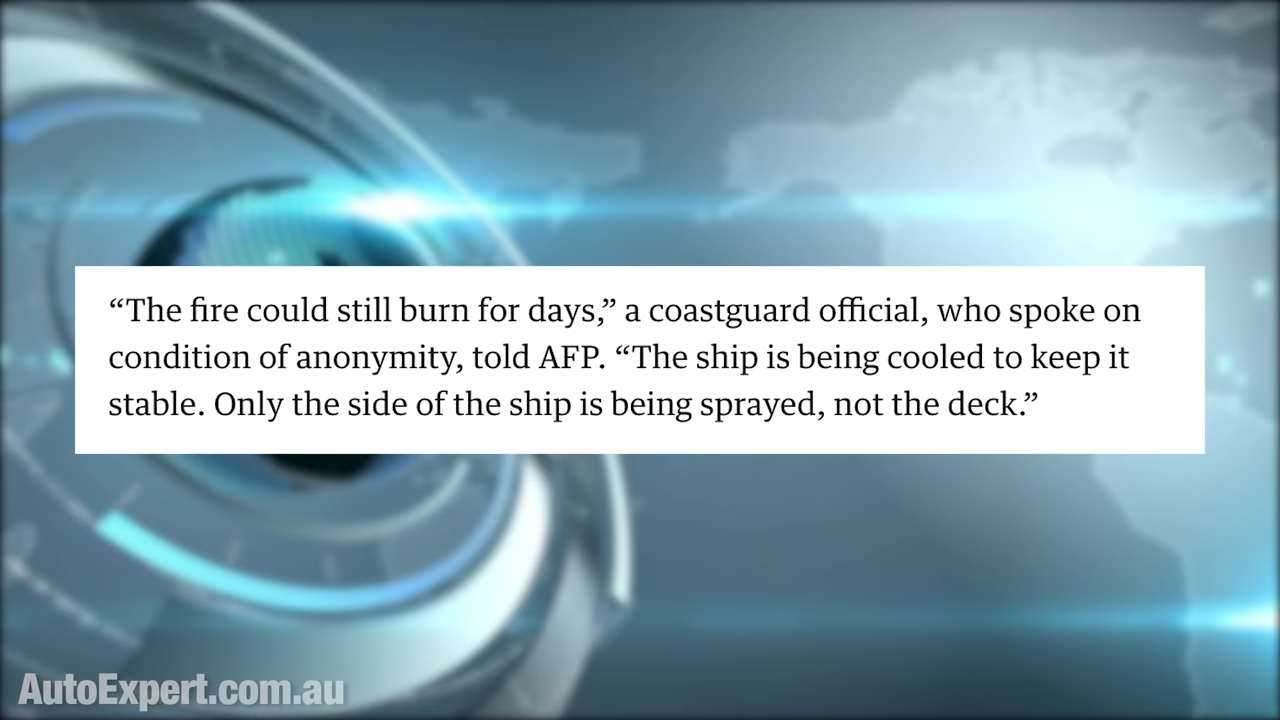 “The fire could still burn for days,” a coastguard official, who spoke on
condition of anonymity, told AFP. “The ship is being cooled to keep it
stable. Only the side of the ship is being sprayed, not the deck.”
AutoExpert.com.au